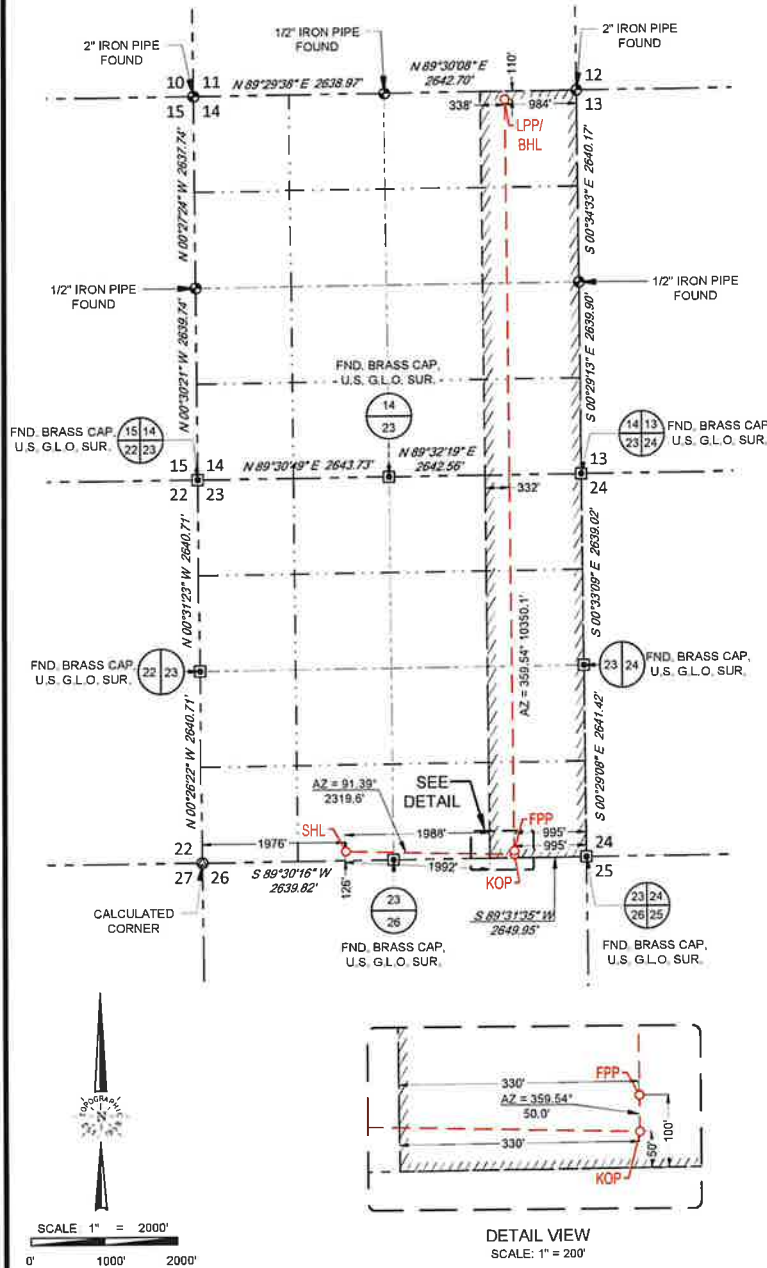 2" IRON PIPE
FOUND
1/2" IRON PIPE
FOUND
2" IRON PIPE
FOUND
10 11
15 14
N 89°29'38" E 2638.97'
N 89°30'08" E
2642.70'
110'
12
13
338'
984'
LPP/
BHL
N 00°27'24" W 2637.74'
S 00°34'33" E 2640.17'
1/2" IRON PIPE
FOUND
1/2" IRON PIPE
FOUND
N 00°30'21" W 2639.74'
S 00°29'13" E 2639.90'
FND. BRASS CAP,
U.S. G.L.O. SUR.
14
23
FND. BRASS CAP,
U.S. G.L.O. SUR.
15 14
22 23
14 13
23 24
FND. BRASS CAP,
U.S. G.L.O. SUR.
15 14
22 23
N 89°30'49" E 2643.73'
N 89°32'19" E
2642.56'
13
24
332'
N 00°31'23" W 2640.71'
S 00°33'09" E 2639.02'
AZ = 359.54° 10350.1'
FND. BRASS CAP,
U.S. G.L.O. SUR.
22 23
23 24
FND. BRASS CAP,
U.S. G.L.O. SUR.
N 00°26'22" W 2640.71'
S 00°29'08" E 2641.42'
AZ = 91.39°
2319.6'
SEE
DETAIL
SHL
FPP
1988'
995'
1976'
995'
22
27 26
24
25
S 89°30'16" W
2639.82'
126'
1992'
KOP
CALCULATED
CORNER
23
26
S 89°31'35" W
2649.95'
23 24
26 25
FND. BRASS CAP,
U.S. G.L.O. SUR.
FND. BRASS CAP,
U.S. G.L.O. SUR.
TOPOGRAPHIC
N
330'
FPP
AZ = 359.54°
50.0'
100'
330'
50'
KOP
DETAIL VIEW
SCALE: 1" = 200'
SCALE 1" = 2000'
0' 1000' 2000'
2000'